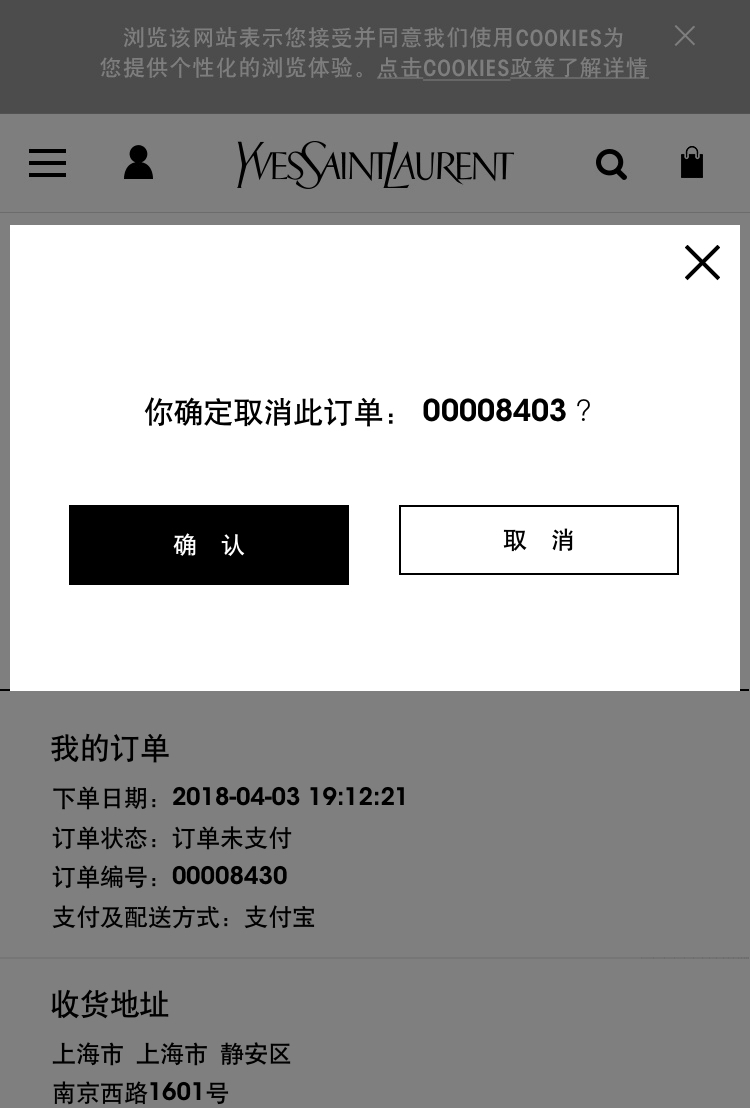 浏览该网站表示您接受并同意我们使用COOKIES为
您提供个性化的浏览体验。点击COOKIES政策了解详情
YVESSAINTLAURENT
你确定取消此订单： 00008403？
确 认
取 消
我的订单
下单日期：2018-04-03 19:12:21
订单状态：订单未支付
订单编号：00008430
支付及配送方式：支付宝
收货地址
上海市 上海市 静安区
南京西路1601号